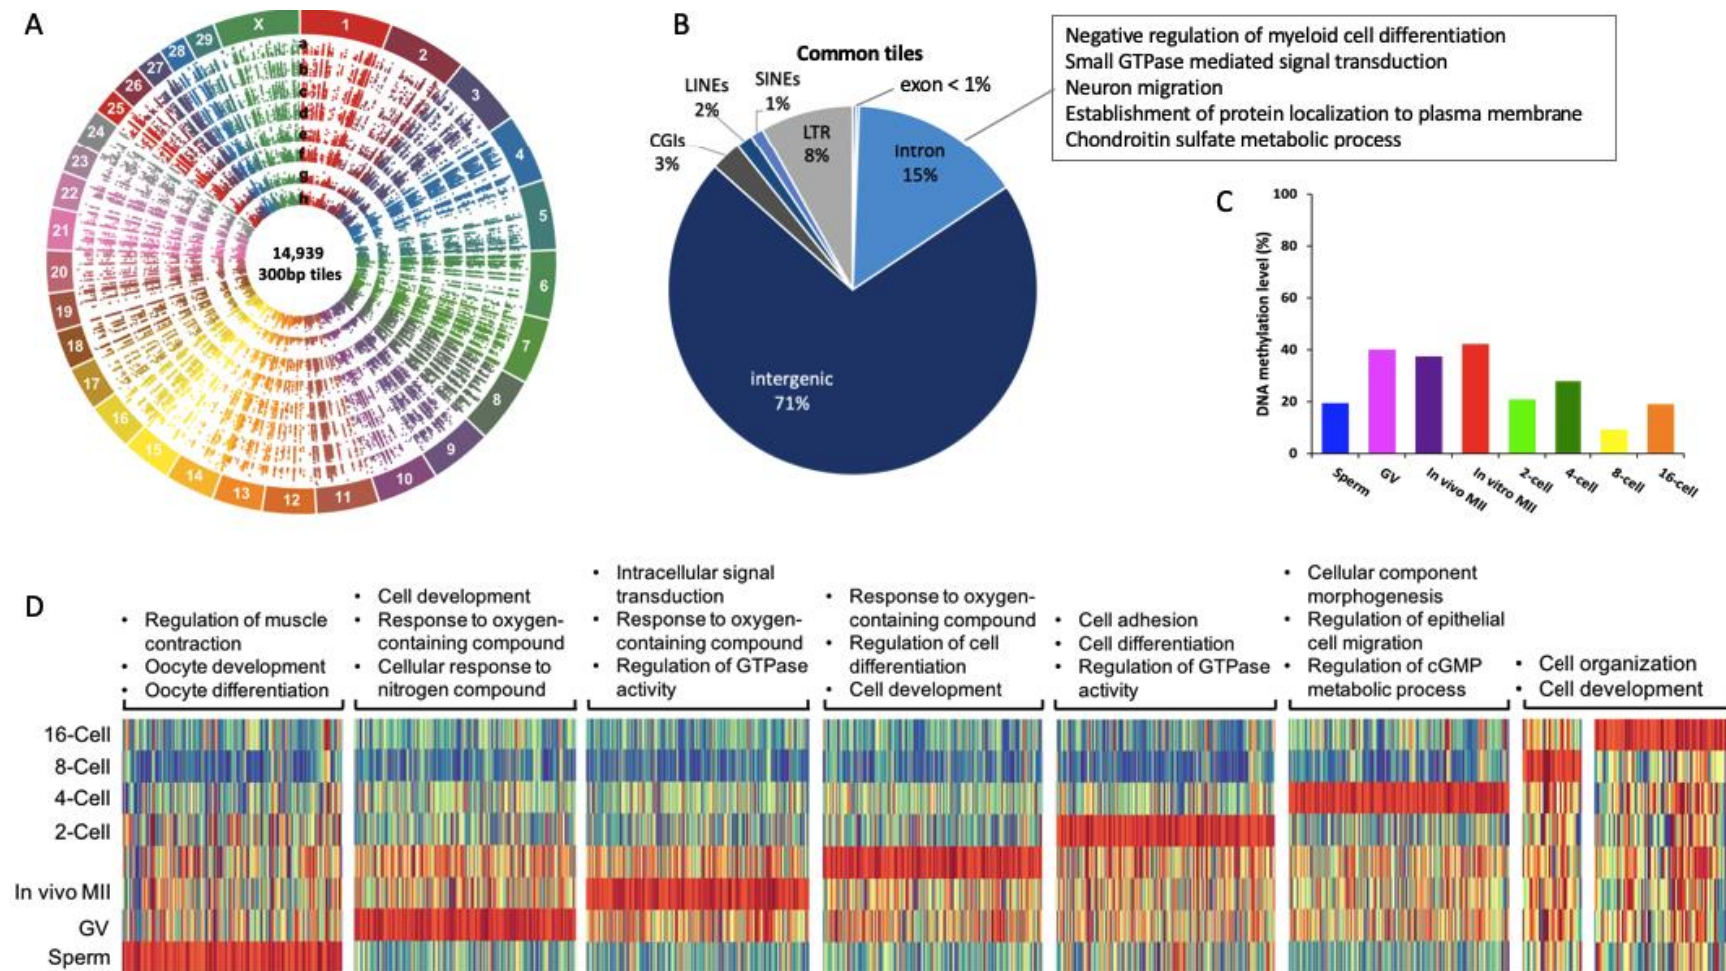 A
X
1
2
3
4
5
6
7
8
9
10
11
12
13
14
15
16
17
18
19
20
21
22
23
24
25
26
27
28
29
a
b
c
d
e
f
g
h
14,939
300bp tiles
B
Common tiles
LINEs
2%
SINEs
1%
exon < 1%
CGIs
3%
LTR
8%
intron
15%
intergenic
71%
Negative regulation of myeloid cell differentiation
Small GTPase mediated signal transduction
Neuron migration
Establishment of protein localization to plasma membrane
Chondroitin sulfate metabolic process
C
DNA methylation level (%)
100
80
60
40
20
0
Sperm
GV
In vivo MII
In vitro MII
2-cell
4-cell
8-cell
16-cell
D
• Regulation of muscle
contraction
• Oocyte development
• Oocyte differentiation
• Cell development
• Response to oxygen-
containing compound
• Cellular response to
nitrogen compound
• Intracellular signal
transduction
• Response to oxygen-
containing compound
• Regulation of GTPase
activity
• Response to oxygen-
containing compound
• Regulation of cell
differentiation
• Cell development
• Cell adhesion
• Cell differentiation
• Regulation of GTPase
activity
• Cellular component
morphogenesis
• Regulation of epithelial
cell migration
• Regulation of cGMP
metabolic process
• Cell organization
• Cell development
16-Cell
8-Cell
4-Cell
2-Cell
In vivo MII
GV
Sperm